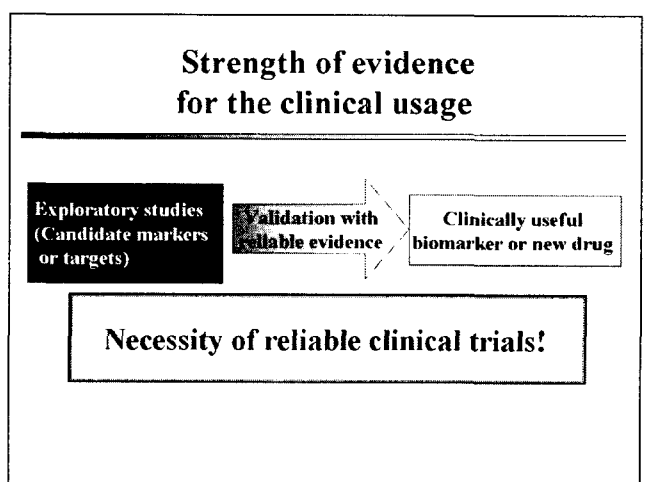 Strength of evidence
for the clinical usage
Exploratory studies
(Candidate markers
or targets)
Validation with
reliable evidence
Clinically useful
biomarker or new drug
Necessity of reliable clinical trials!